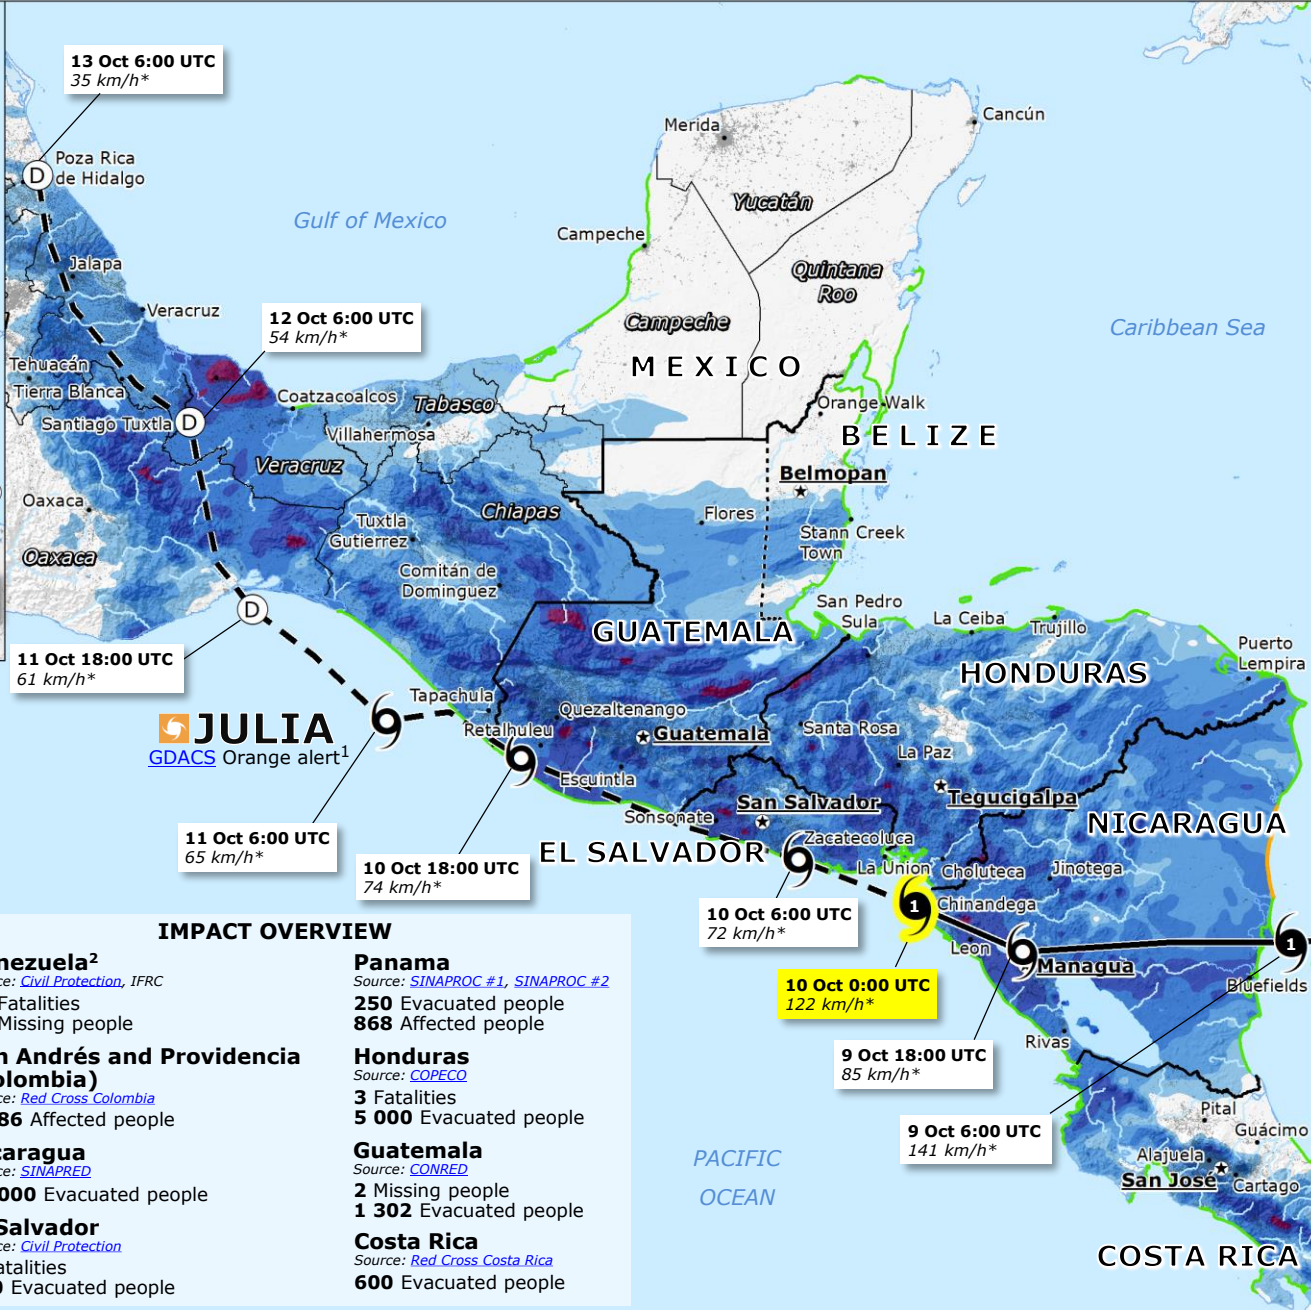 13 Oct 6:00 UTC
35 km/h*
Poza Rica
de Hidalgo
D
Gulf of Mexico
Merida
Cancún
Yucatán
Campeche
Quintana
Roo
Campeche
MEXICO
Caribbean Sea
Jalapa
Veracruz
12 Oct 6:00 UTC
54 km/h*
Tehuacán
Tierra Blanca
Santiago Tuxtla
D
Coatzacoalcos
Tabasco
Villahermosa
Veracruz
Orange Walk
BELIZE
Belmopan
Oaxaca
Oaxaca
Tuxtla
Gutierrez
Chiapas
Flores
Stann Creek
Town
Comitán de
Dominguez
D
San Pedro
Sula
La Ceiba
Trujillo
GUATEMALA
HONDURAS
Puerto
Lempira
11 Oct 18:00 UTC
61 km/h*
JULIA
GDACS Orange alert1
Tapachula
Retalhuleu
Quezaltenango
Guatemala
Santa Rosa
La Paz
Escuintla
Sonsonate
San Salvador
Tegucigalpa
NICARAGUA
11 Oct 6:00 UTC
65 km/h*
10 Oct 18:00 UTC
74 km/h*
EL SALVADOR
Zacatecoluca
La Union
Choluteca
Jinotega
1
Chinandega
10 Oct 6:00 UTC
72 km/h*
Leon
Managua
1
Bluefields
10 Oct 0:00 UTC
122 km/h*
Rivas
9 Oct 18:00 UTC
85 km/h*
9 Oct 6:00 UTC
141 km/h*
Pital
Guácimo
Alajuela
San José
Cartago
COSTA RICA
PACIFIC
OCEAN
IMPACT OVERVIEW
nezuela2
ce: Civil Protection, IFRC
Fatalities
Missing people
n Andrés and Providencia
olombia)
ce: Red Cross Colombia
86 Affected people
caragua
ce: SINAPRED
000 Evacuated people
Salvador
ce: Civil Protection
atalities
Evacuated people
Panama
Source: SINAPROC #1, SINAPROC #2
250 Evacuated people
868 Affected people
Honduras
Source: COPECO
3 Fatalities
5 000 Evacuated people
Guatemala
Source: CONRED
2 Missing people
1 302 Evacuated people
Costa Rica
Source: Red Cross Costa Rica
600 Evacuated people